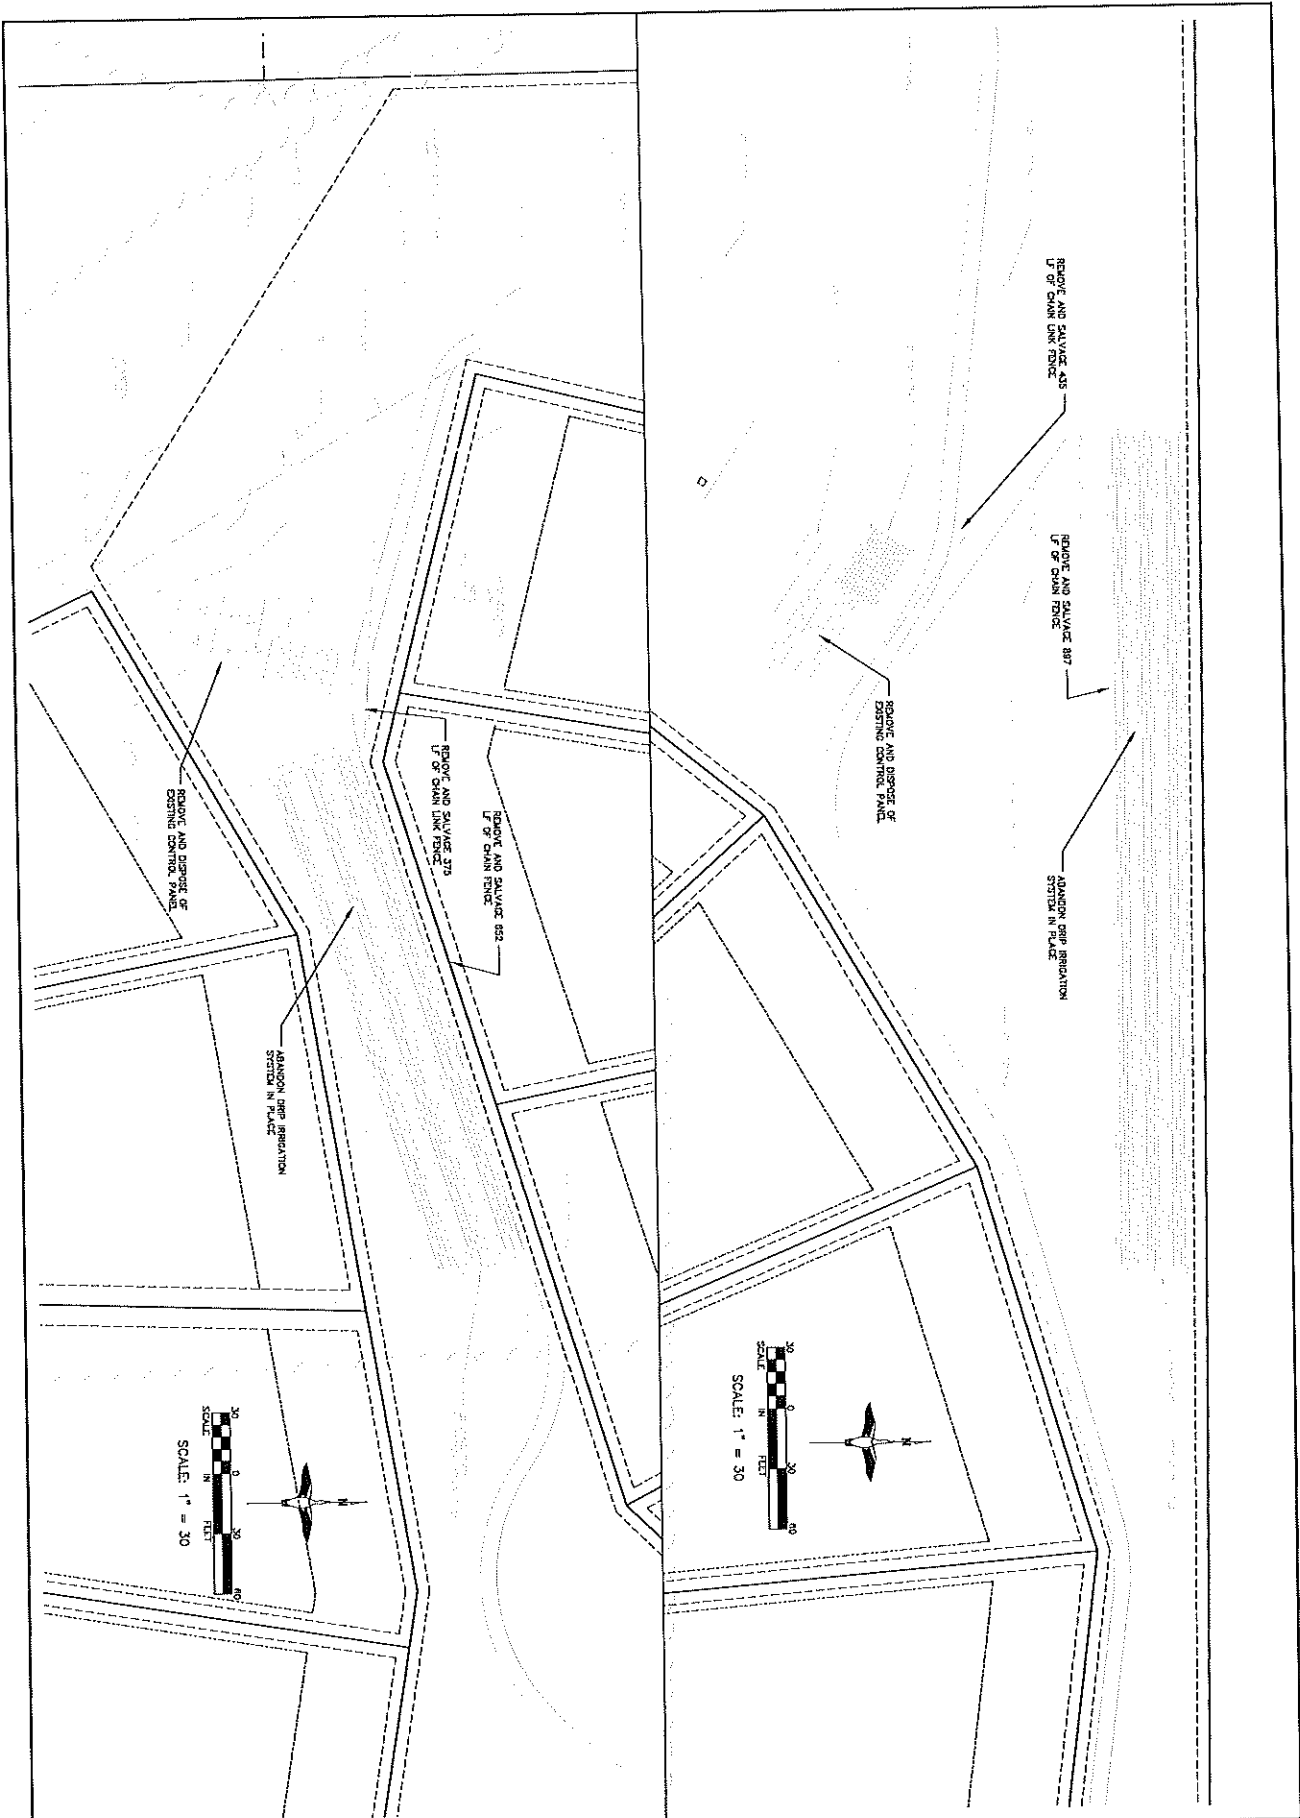 REMOVE AND SALVAGE 435
LF OF CHAIN LINK FENCE
REMOVE AND SALVAGE 897
LF OF CHAIN FENCE
REMOVE AND DISPOSE OF
EXISTING CONTROL PANEL
ABANDON DRIP IRRIGATION
SYSTEM IN PLACE
30 0 30 60
SCALE IN FEET
SCALE: 1" = 30
N
REMOVE AND SALVAGE 375
LF OF CHAIN LINK FENCE
REMOVE AND SALVAGE 652
LF OF CHAIN FENCE
REMOVE AND DISPOSE OF
EXISTING CONTROL PANEL
ABANDON DRIP IRRIGATION
SYSTEM IN PLACE
30 0 30 60
SCALE IN FEET
SCALE: 1" = 30
N